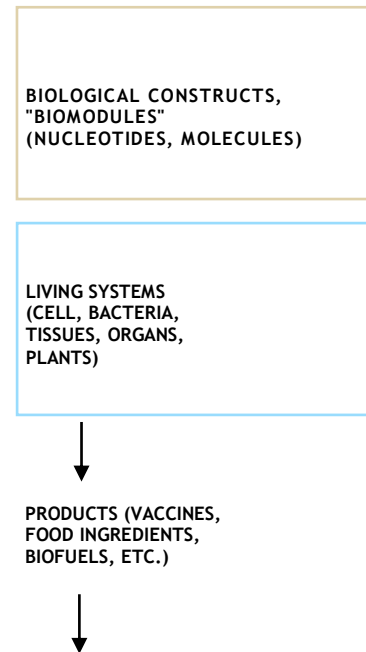 BIOLOGICAL CONSTRUCTS,
"BIOMODULES"
(NUCLEOTIDES, MOLECULES)
LIVING SYSTEMS
(CELL, BACTERIA,
TISSUES, ORGANS,
PLANTS)
PRODUCTS (VACCINES,
FOOD INGREDIENTS,
BIOFUELS, ETC.)